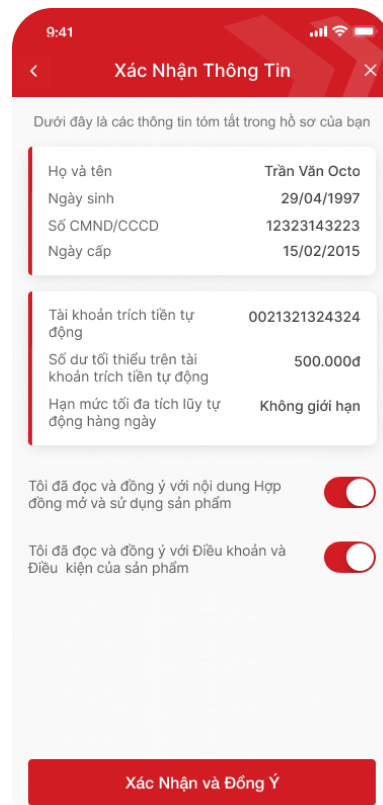 9:41
Xác Nhận Thông Tin
Dưới đây là các thông tin tóm tắt trong hồ sơ của bạn
Họ và tên Trần Văn Octo
Ngày sinh 29/04/1997
Số CMND/CCCD 12323143223
Ngày cấp 15/02/2015
Tài khoản trích tiền tự 0021321324324
động
Số dư tối thiểu trên tài 500.000đ
khoản trích tiền tự động
Hạn mức tối đa tích lũy tự Không giới hạn
động hàng ngày
Tôi đã đọc và đồng ý với nội dung Hợp
đồng mở và sử dụng sản phẩm
Tôi đã đọc và đồng ý với Điều khoản và
Điều kiện của sản phẩm
Xác Nhận và Đồng Ý